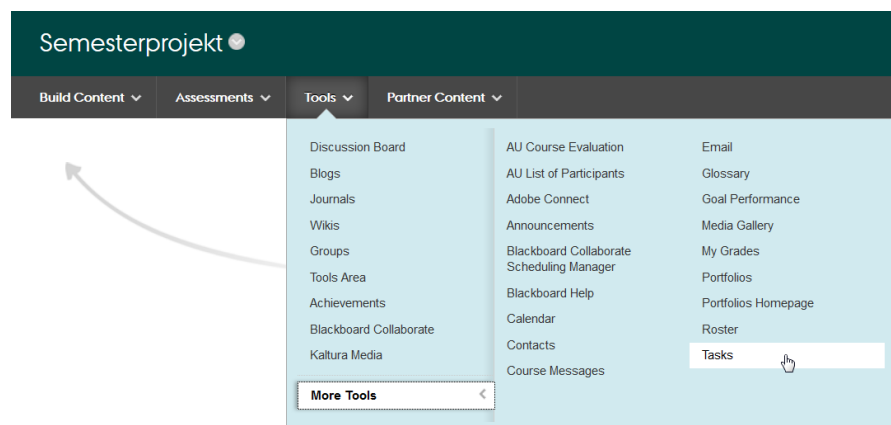 Semesterprojekt
Build Content
Assessments
Tools
Partner Content
Discussion Board
Blogs
Journals
Wikis
Groups
Tools Area
Achievements
Blackboard Collaborate
Kaltura Media
More Tools
AU Course Evaluation
AU List of Participants
Adobe Connect
Announcements
Blackboard Collaborate
Scheduling Manager
Blackboard Help
Calendar
Contacts
Course Messages
Email
Glossary
Goal Performance
Media Gallery
My Grades
Portfolios
Portfolios Homepage
Roster
Tasks